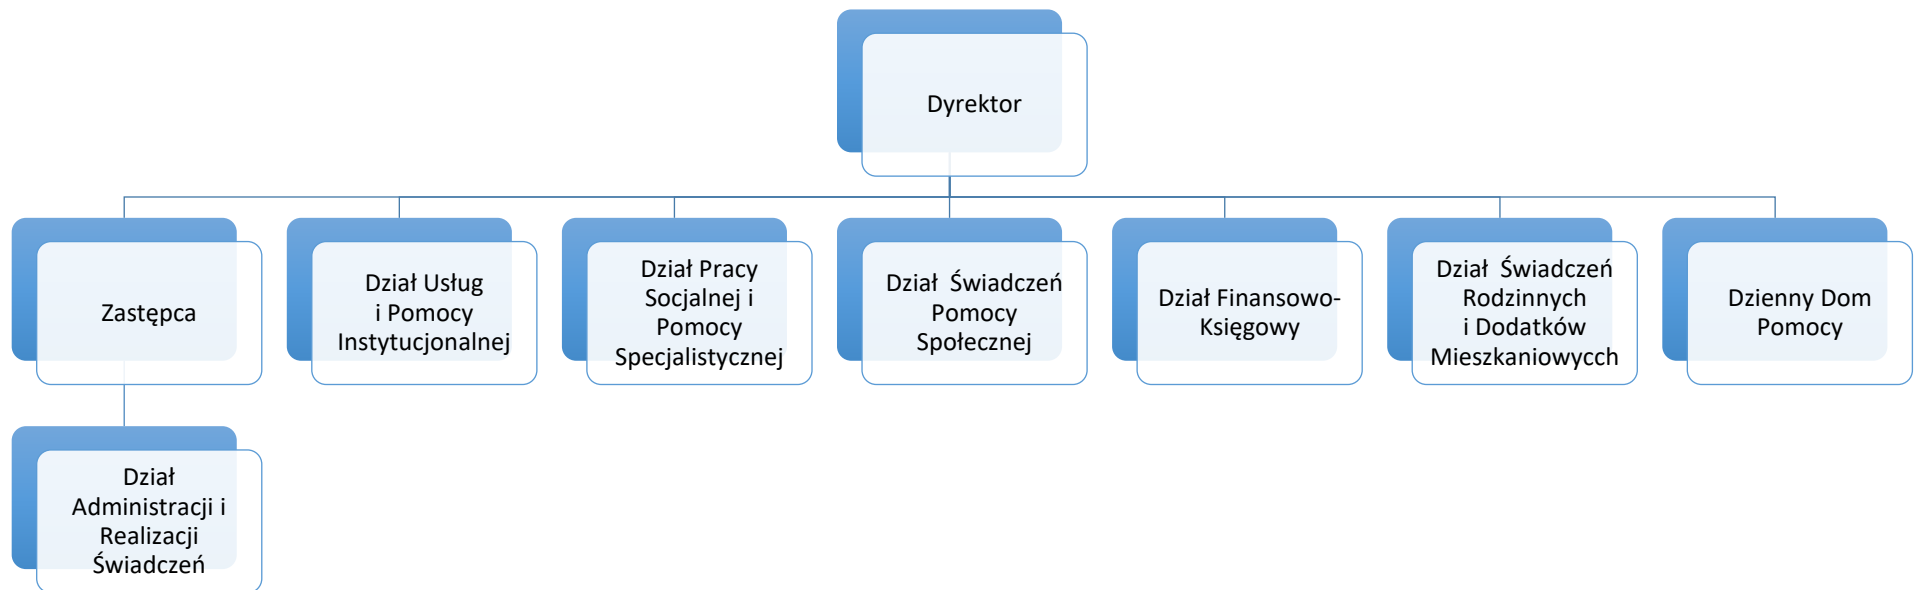 Dyrektor
Zastępca
Dział Usług
i Pomocy
Instytucjonalnej
Dział Pracy
Socjalnej i
Pomocy
Specjalistycznej
Dział  Świadczeń
Pomocy
Społecznej
Dział Finansowo-
Księgowy
Dział  Świadczeń
Rodzinnych
i Dodatków
Mieszkaniowycch
Dzienny Dom
Pomocy
Dział
Administracji i
Realizacji
Świadczeń